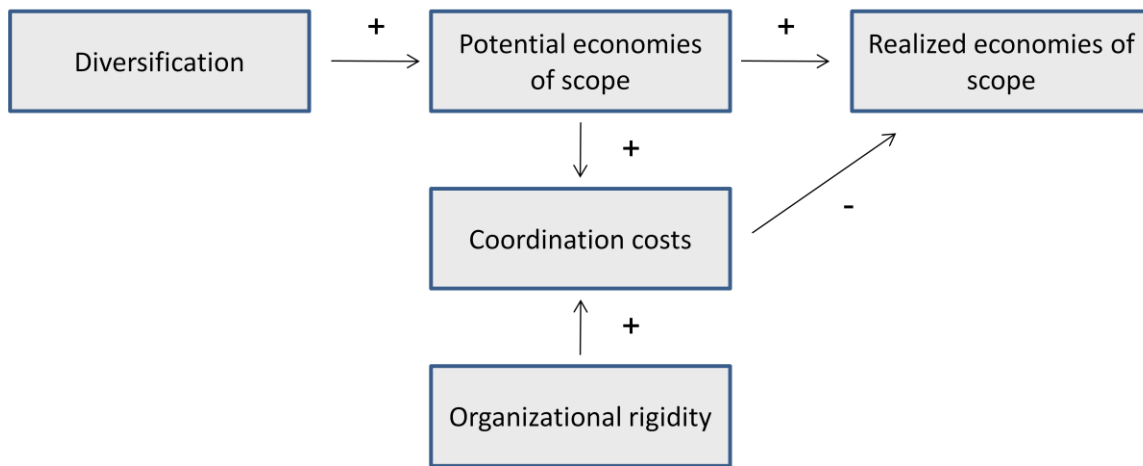 +
+
Diversification
Potential economies
of scope
Realized economies of
scope
+
Coordination costs
-
+
Organizational rigidity